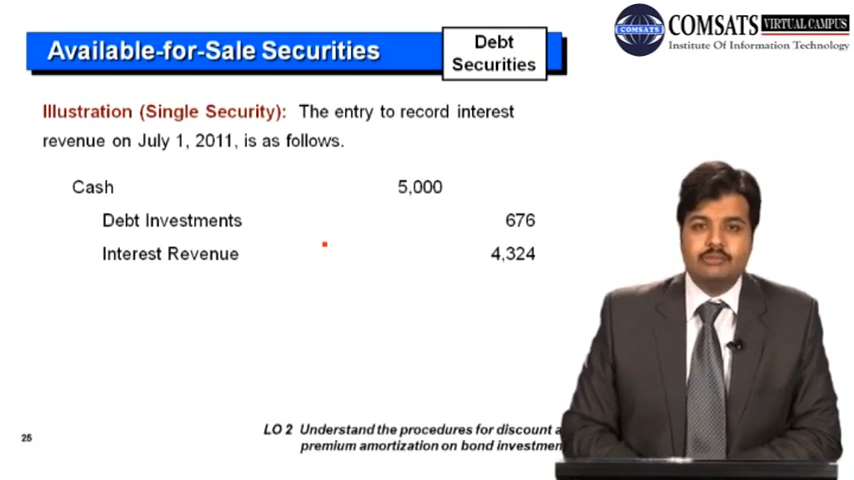 Available-for-Sale Securities
Debt
Securities
COMSATS
COMSATS VIRTUAL CAMPUS
Institute Of Information Technology
Illustration (Single Security): The entry to record interest
revenue on July 1, 2011, is as follows.
Cash 5,000
Debt Investments 676
Interest Revenue 4,324
25
LO 2 Understand the procedures for discount
premium amortization on bond